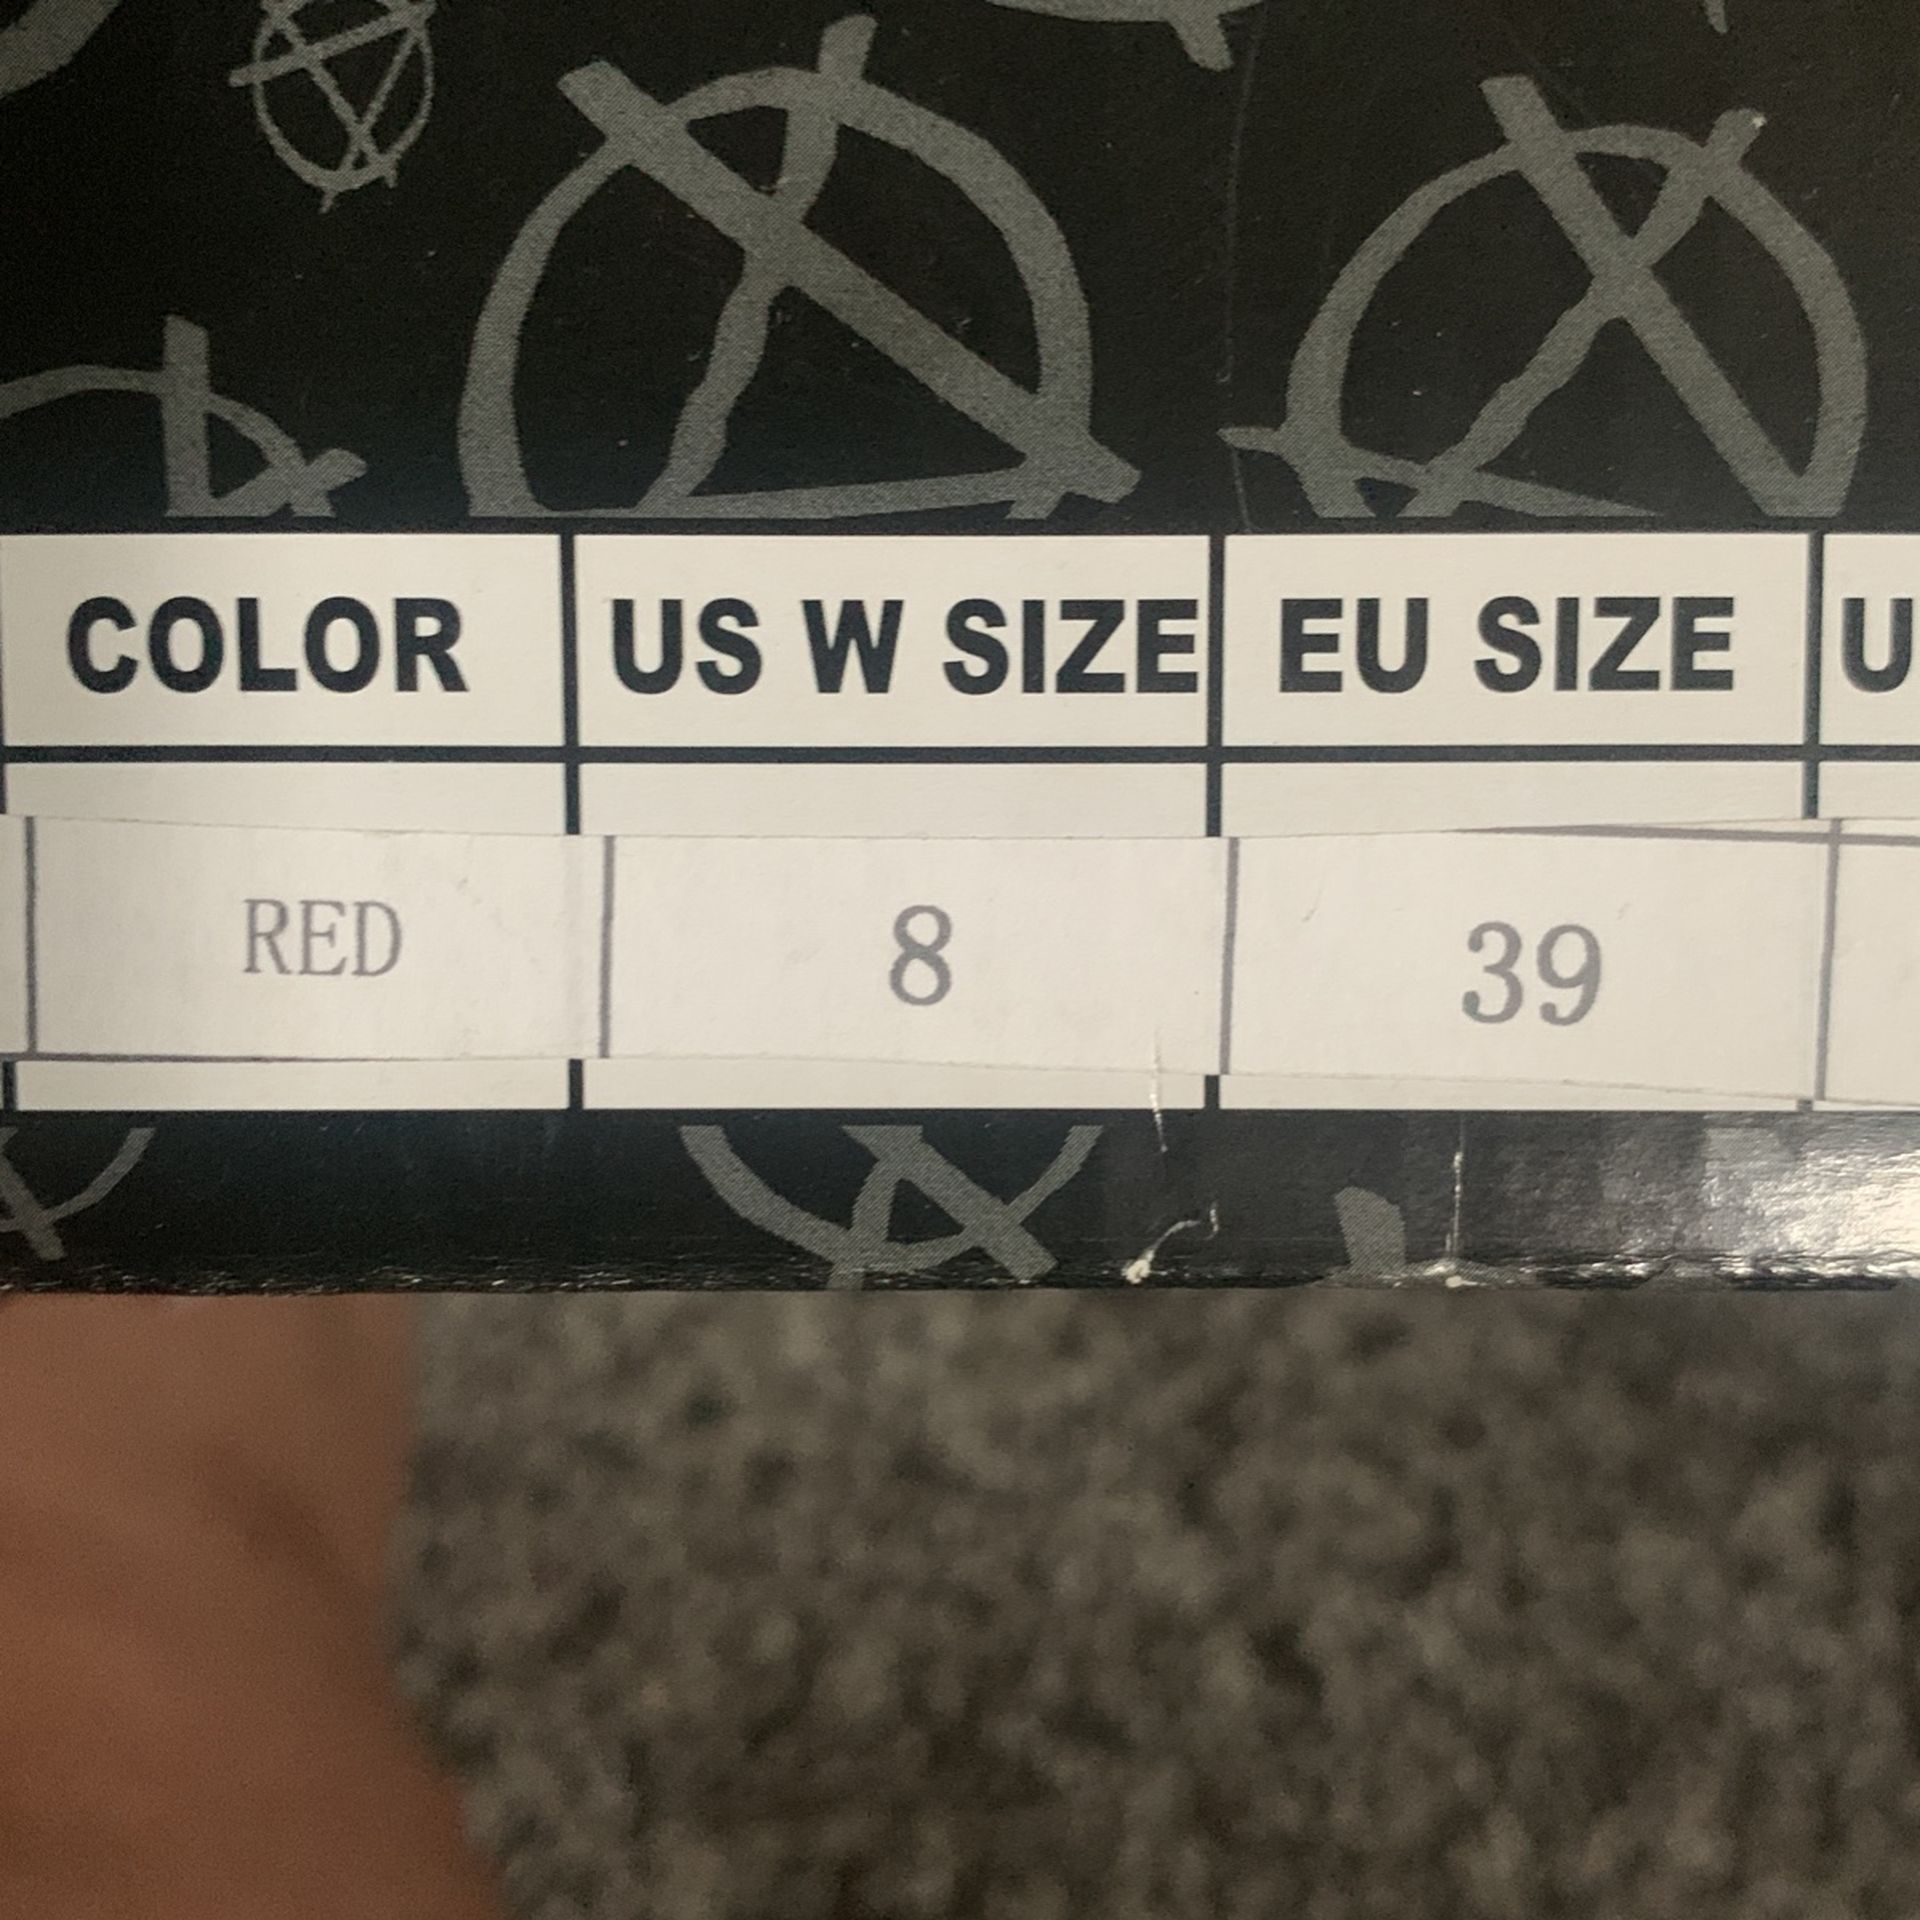 COLOR US W SIZE EU SIZE U
RED 8 39